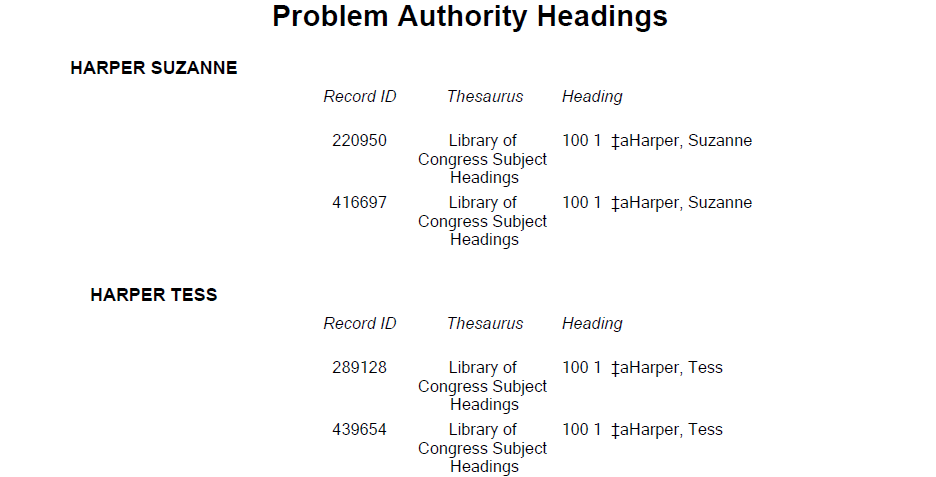 Problem Authority Headings
HARPER SUZANNE
Record ID Thesaurus Heading
220950 Library of Congress Subject Headings 100 1 ‡aHarper, Suzanne
416697 Library of Congress Subject Headings 100 1 ‡aHarper, Suzanne
HARPER TESS
Record ID Thesaurus Heading
289128 Library of Congress Subject Headings 100 1 ‡aHarper, Tess
439654 Library of Congress Subject Headings 100 1 ‡aHarper, Tess